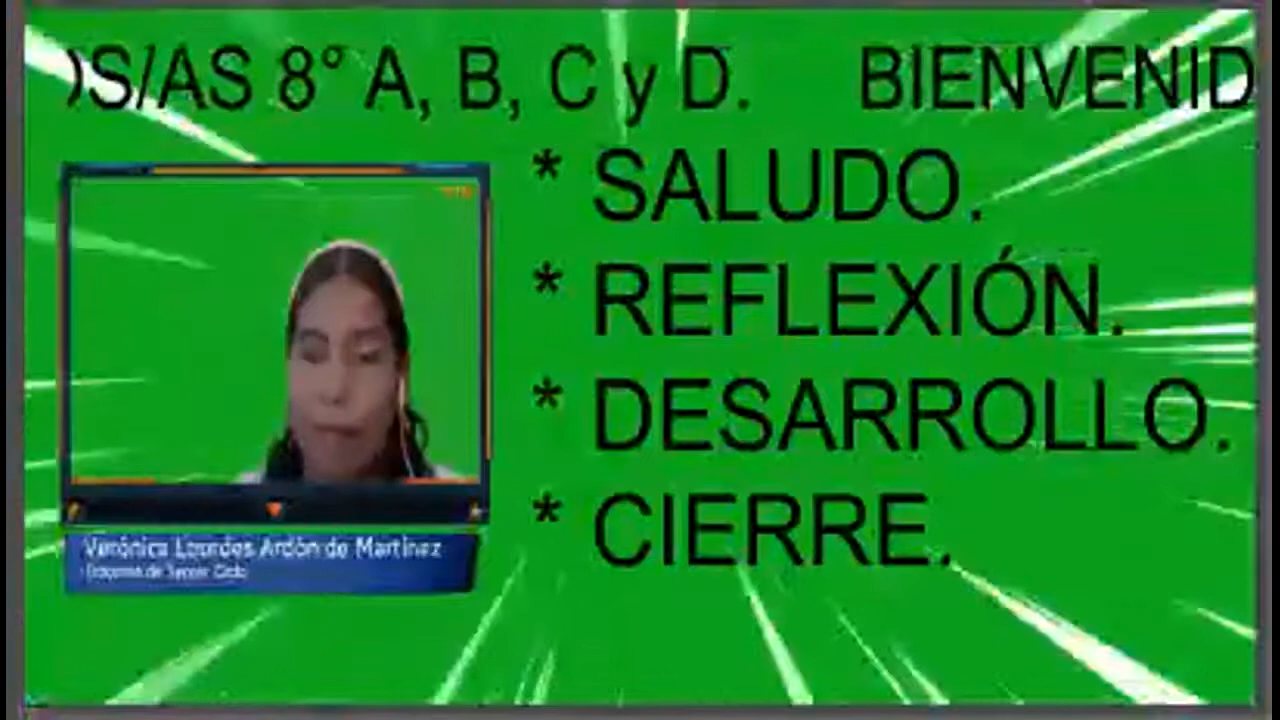 OS/AS 8° A, B, C y D. BIENVENID
* SALUDO.
* REFLEXIÓN.
* DESARROLLO.
* CIERRE.
Verónica Lourdes Ardón de Martínez